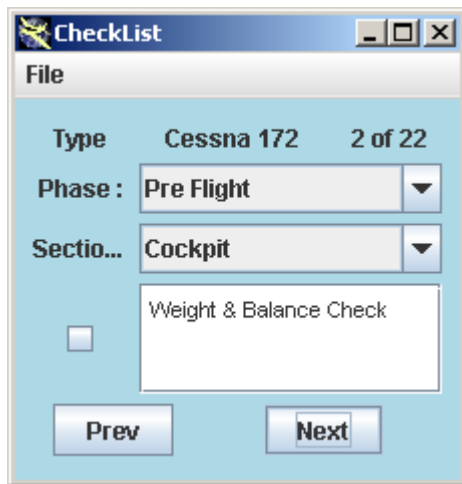 CheckList
File
Type Cessna 172 2 of 22
Phase : Pre Flight
Sectio... Cockpit
Weight & Balance Check
Prev Next